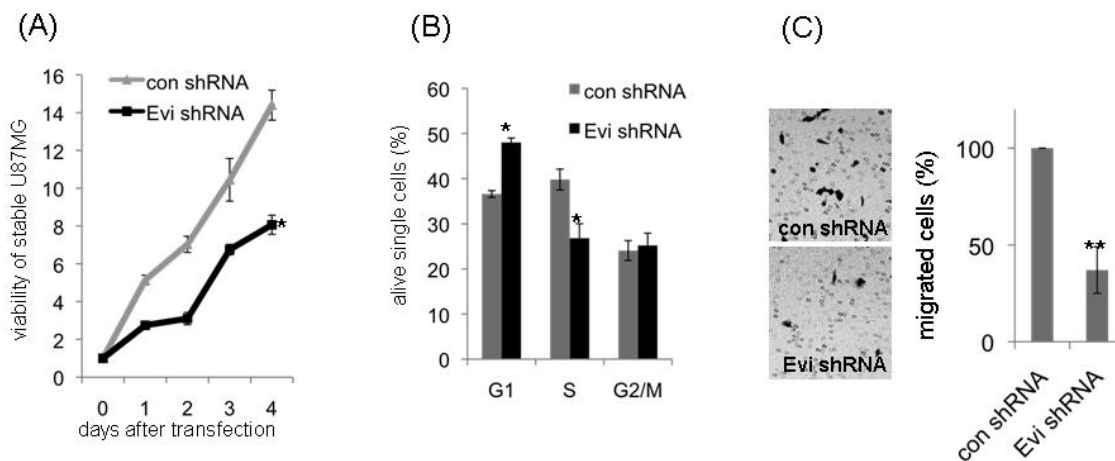 (A)
viability of stable U87MG
16
14
12
10
8
6
4
2
0
con shRNA
Evi shRNA
*
0 1 2 3 4
days after transfection
(B)
alive single cells (%)
60
50
40
30
20
10
0
con shRNA
Evi shRNA
*
*
G1 S G2/M
(C)
con shRNA
Evi shRNA
migrated cells (%)
100
50
0
**
con shRNA
Evi shRNA